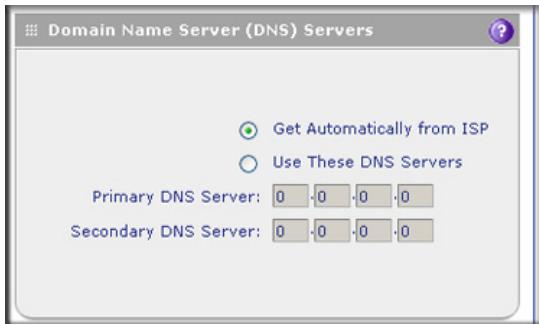 Domain Name Server (DNS) Servers ?
Get Automatically from ISP
Use These DNS Servers
Primary DNS Server: 0 .0 .0 .0
Secondary DNS Server: 0 .0 .0 .0